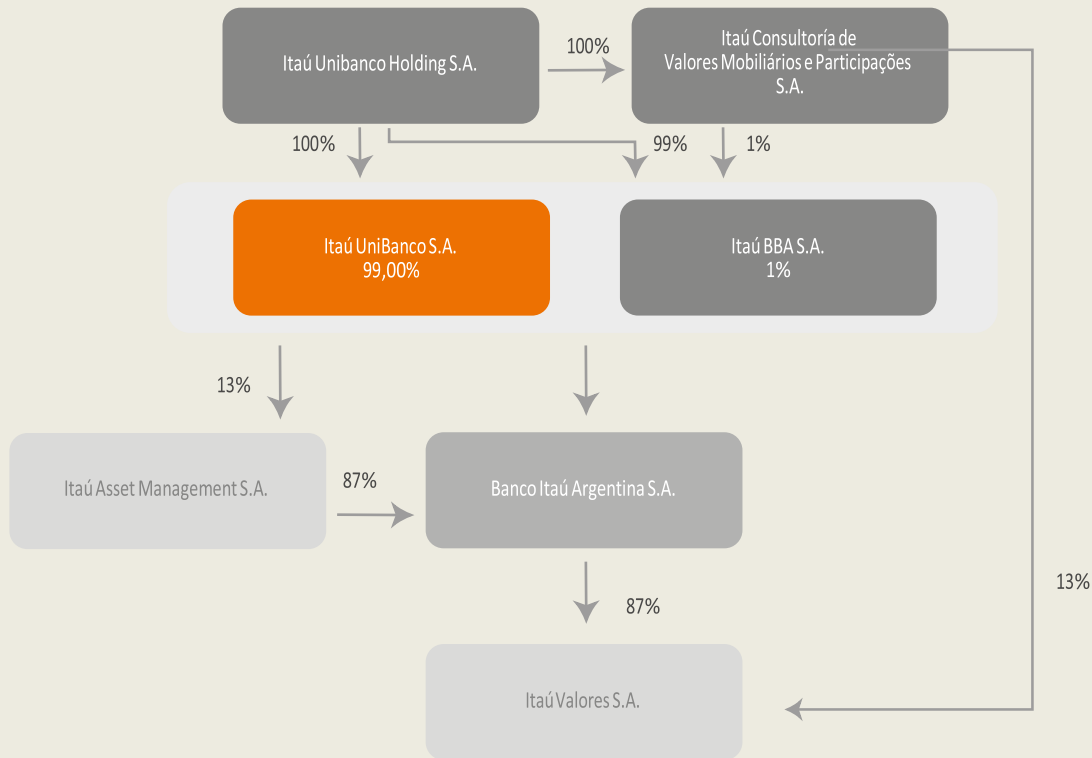 Itaú Unibanco Holding S.A.
100%
Itaú Consultoría de
Valores Mobiliários e Participações
S.A.
100%
99%
1%
Itaú UniBanco S.A.
99,00%
Itaú BBA S.A.
1%
13%
Itaú Asset Management S.A.
87%
Banco Itaú Argentina S.A.
87%
13%
Itaú Valores S.A.